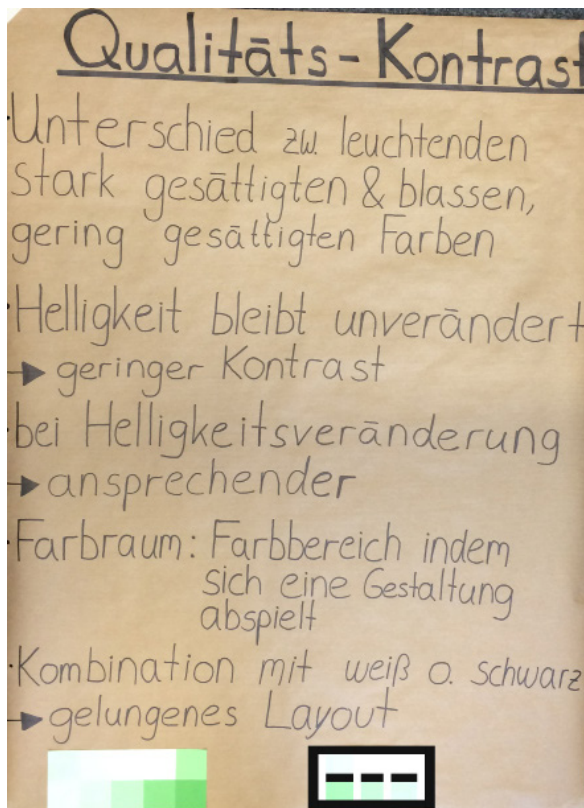 Qualitäts-Kontrast
· Unterschied zw. leuchtenden
stark gesättigten & blassen,
gering gesättigten Farben
· Helligkeit bleibt unverändert
→ geringer Kontrast
· bei Helligkeitsveränderung
→ ansprechender
· Farbraum: Farbbereich indem
sich eine Gestaltung
abspielt
· Kombination mit weiß o. schwarz
→ gelungenes Layout